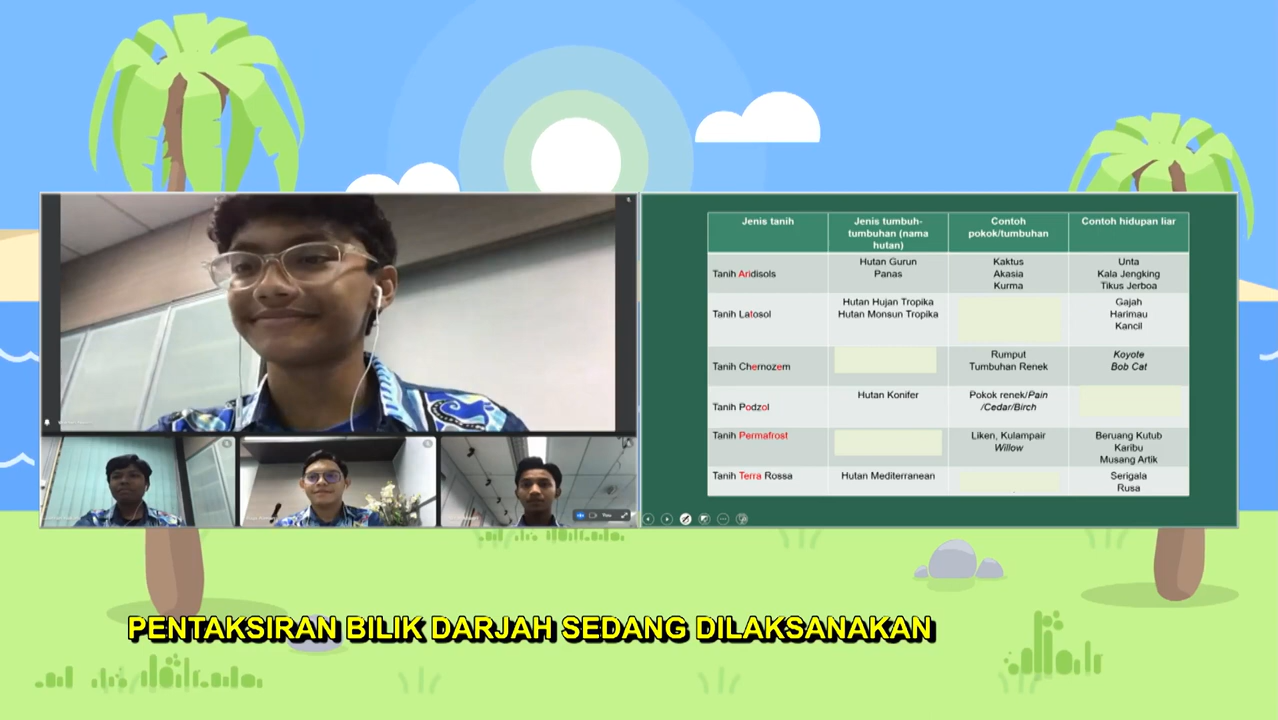 Jenis tanih
Jenis tumbuh-
tumbuhan (nama
hutan)
Contoh
pokok/tumbuhan
Contoh hidupan liar
Tanih Aridisols
Hutan Gurun
Panas
Kaktus
Akasia
Kurma
Unta
Kala Jengking
Tikus Jerboa
Tanih Latosol
Hutan Hujan Tropika
Hutan Monsun Tropika
Gajah
Harimau
Kancil
Tanih Chernozem
Rumput
Tumbuhan Renek
Koyote
Bob Cat
Tanih Podzol
Hutan Konifer
Pokok renek/Pain
/Cedar/Birch
Tanih Permafrost
Liken, Kulampair
Willow
Beruang Kutub
Karibu
Musang Artik
Tanih Terra Rossa
Hutan Mediterranean
Serigala
Rusa
PENTAKSIRAN BILIK DARJAH SEDANG DILAKSANAKAN